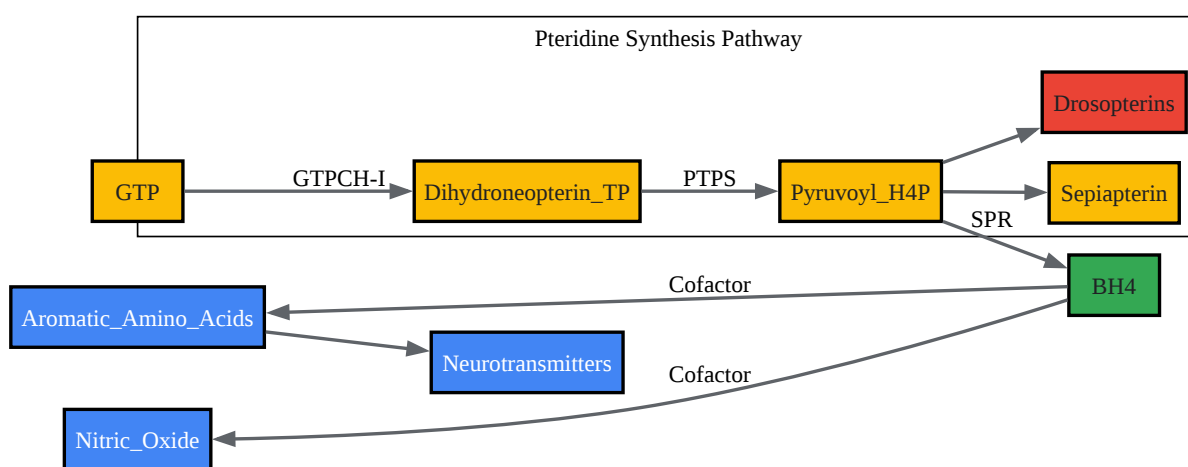 Pteridine Synthesis Pathway
Drosopterins
GTP
GTPCH-I
Dihydroneopterin_TP
PTPS
Pyruvoyl_H4P
Sepiapterin
SPR
BH4
Cofactor
Aromatic_Amino_Acids
Neurotransmitters
Cofactor
Nitric_Oxide